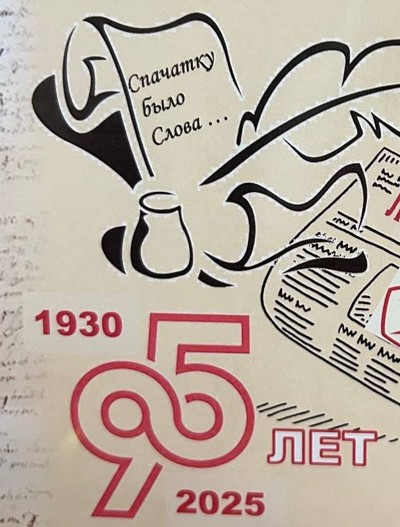 Спачатку
было
Слова ...
1930
95
ЛЕТ
2025